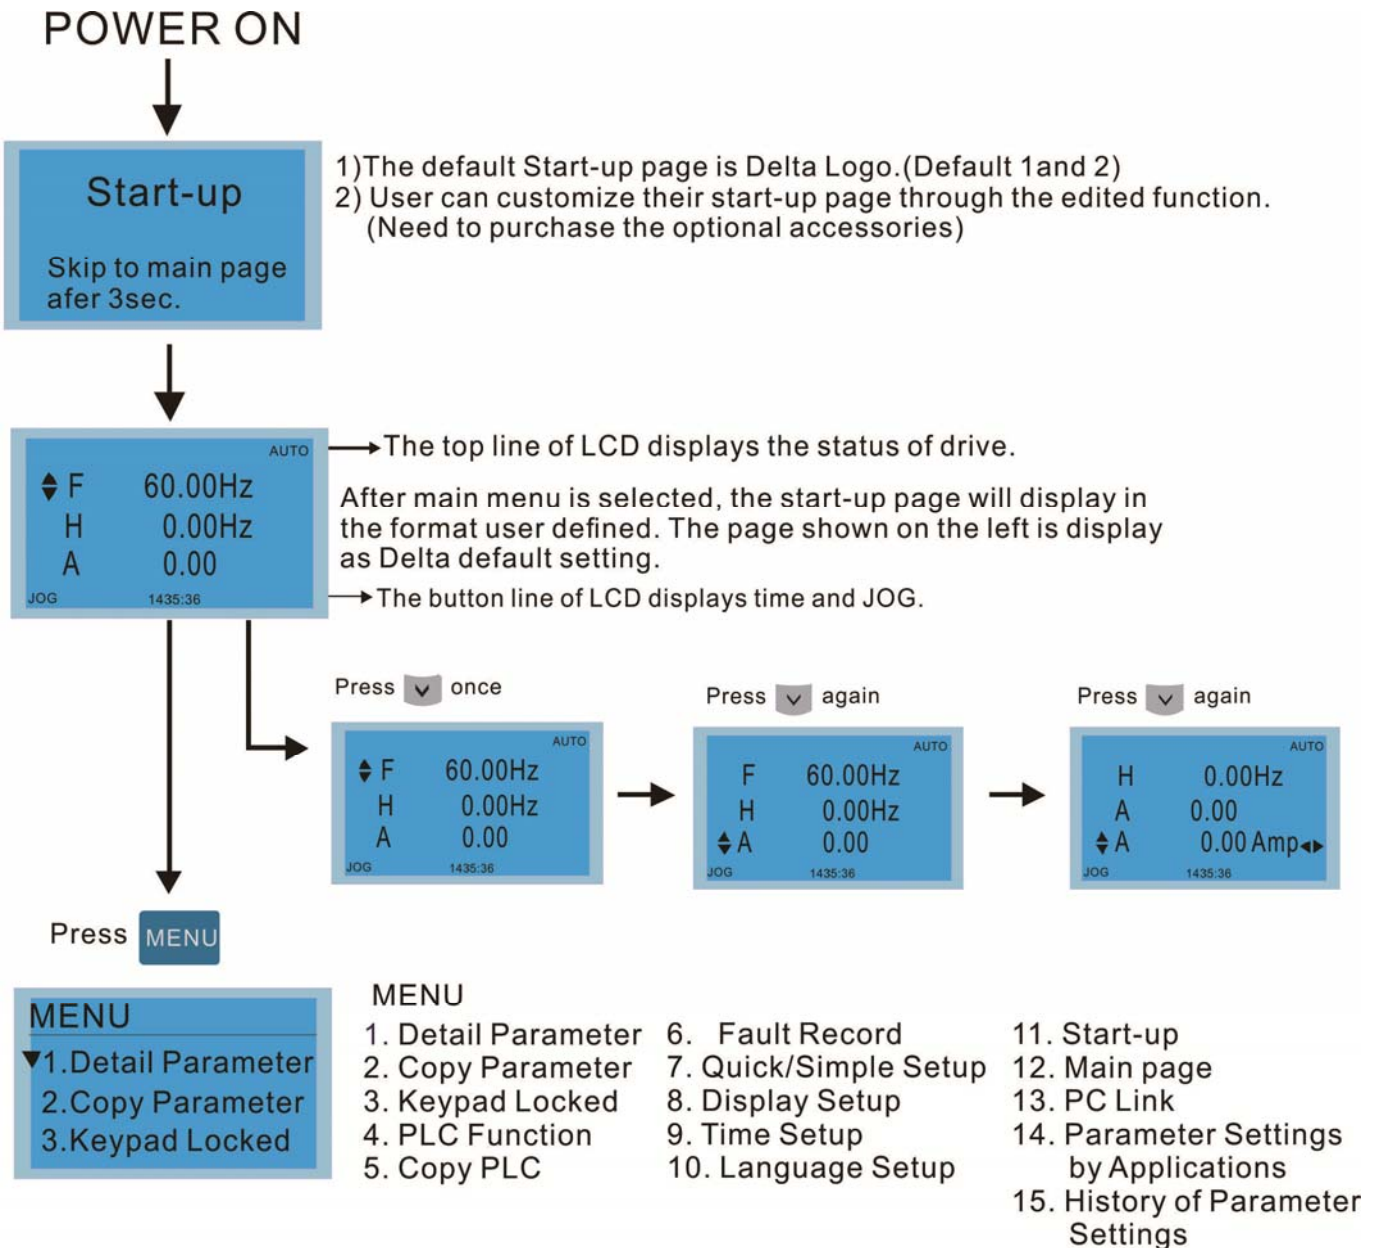 POWER ON
Start-up
Skip to main page
afer 3sec.
1)The default Start-up page is Delta Logo.(Default 1and 2)
2) User can customize their start-up page through the edited function.
(Need to purchase the optional accessories)
AUTO
F 60.00Hz
H 0.00Hz
A 0.00
JOG 1435:36
The top line of LCD displays the status of drive.
After main menu is selected, the start-up page will display in
the format user defined. The page shown on the left is display
as Delta default setting.
The button line of LCD displays time and JOG.
Press once
AUTO
F 60.00Hz
H 0.00Hz
A 0.00
JOG 1435:36
Press again
AUTO
F 60.00Hz
H 0.00Hz
A 0.00
JOG 1435:36
Press again
AUTO
H 0.00Hz
A 0.00
A 0.00 Amp
JOG 1435:36
Press MENU
MENU
1.Detail Parameter
2.Copy Parameter
3.Keypad Locked
MENU
1. Detail Parameter
2. Copy Parameter
3. Keypad Locked
4. PLC Function
5. Copy PLC
6. Fault Record
7. Quick/Simple Setup
8. Display Setup
9. Time Setup
10. Language Setup
11. Start-up
12. Main page
13. PC Link
14. Parameter Settings
by Applications
15. History of Parameter
Settings